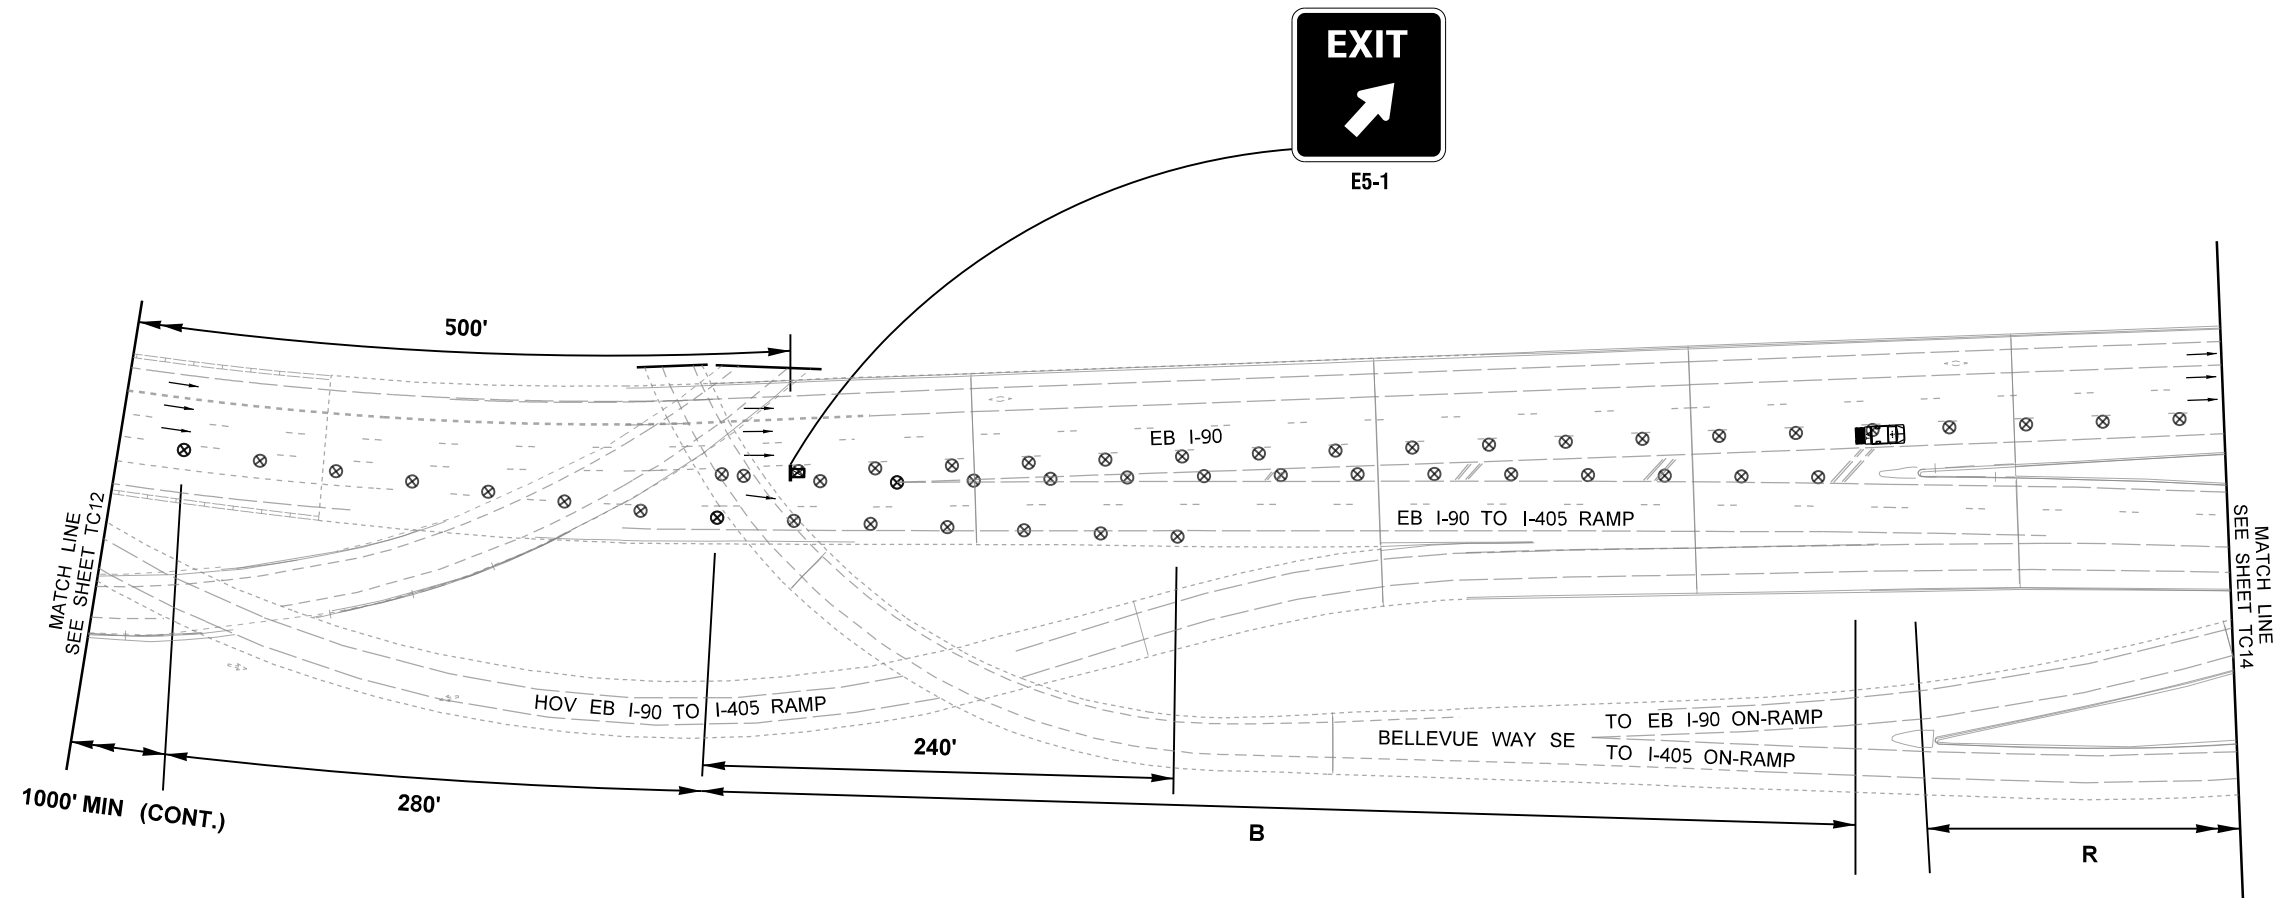 EXIT
E5-1
500'
EB I-90
EB I-90 TO I-405 RAMP
MATCH LINE
SEE SHEET TC12
MATCH LINE
SEE SHEET TC14
HOV EB I-90 TO I-405 RAMP
TO EB I-90 ON-RAMP
BELLEVUE WAY SE
TO I-405 ON-RAMP
240'
1000' MIN (CONT.)
280'
B
R